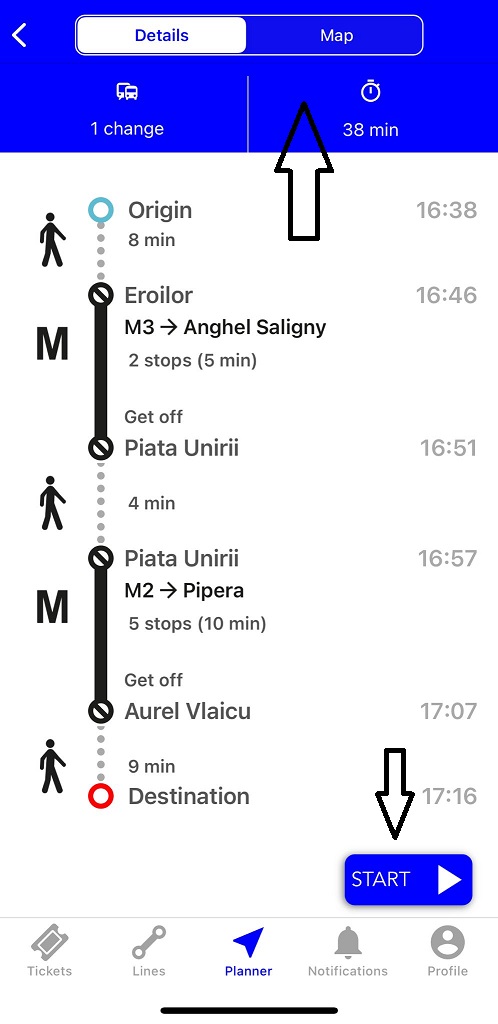 Details
Map
1 change
38 min
Origin
16:38
8 min
Eroilor
16:46
M
M3 → Anghel Saligny
2 stops (5 min)
Get off
Piata Unirii
16:51
4 min
Piata Unirii
16:57
M
M2 → Pipera
5 stops (10 min)
Get off
Aurel Vlaicu
17:07
9 min
Destination
17:16
START
Tickets
Lines
Planner
Notifications
Profile